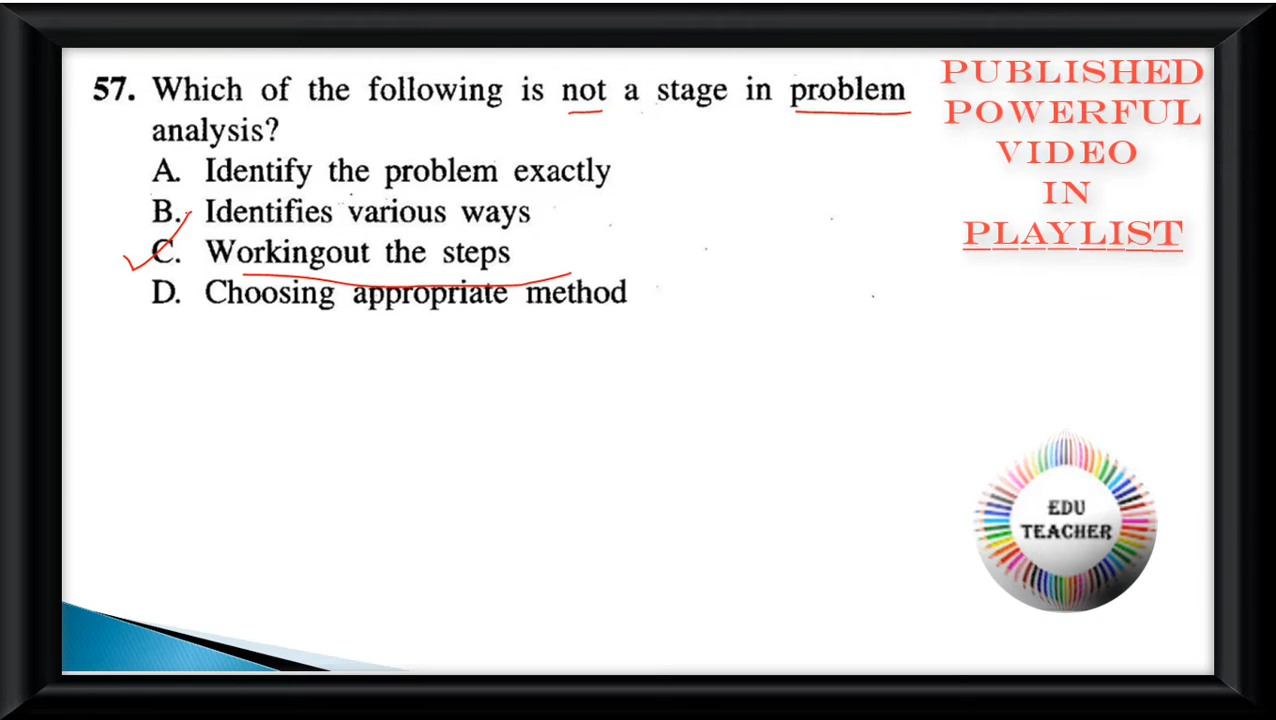 57. Which of the following is not a stage in problem
analysis?
A. Identify the problem exactly
B. Identifies various ways
C. Workingout the steps
D. Choosing appropriate method
PUBLISHED
POWERFUL
VIDEO
IN
PLAYLIST
EDU
TEACHER